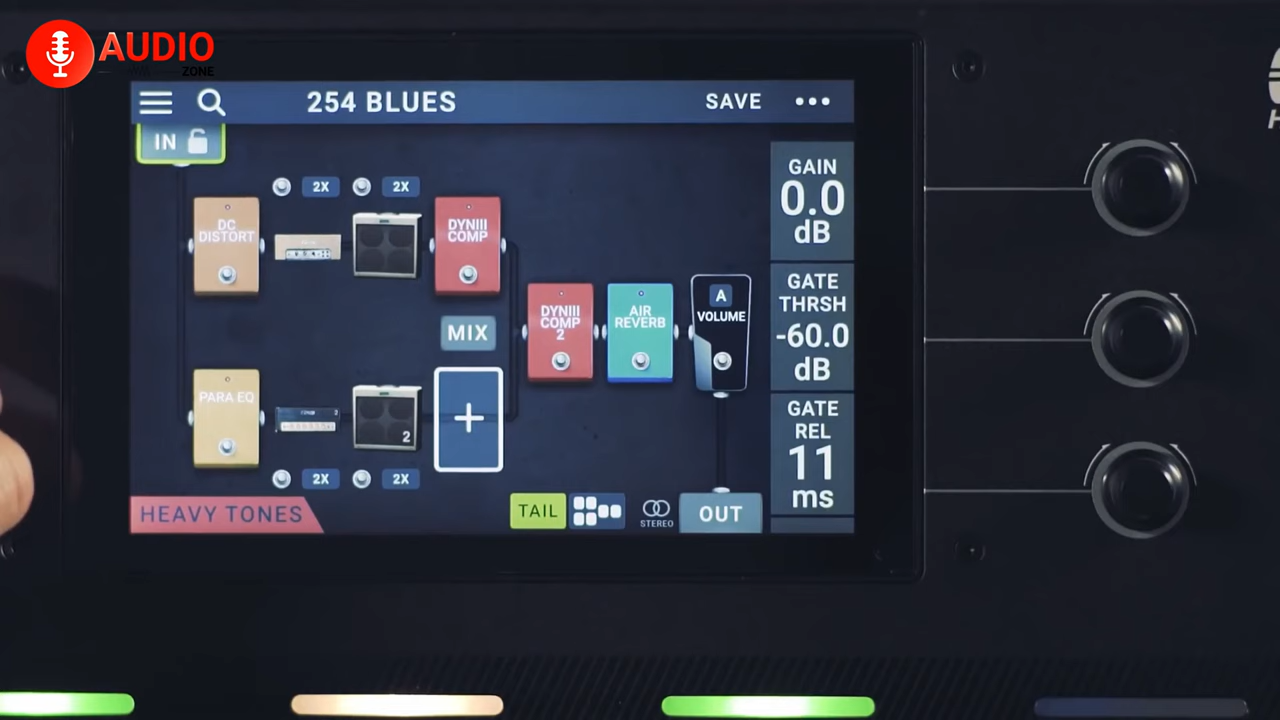 AUDIO
ZONE
254 BLUES
SAVE
IN
2X
2X
DC
DISTORT
DYNIII
COMP
MIX
DYNIII
COMP
2
AIR
REVERB
A
VOLUME
PARA EQ
2
2
+
2X
2X
HEAVY TONES
TAIL
STEREO
OUT
GAIN
0.0
dB
GATE
THRSH
-60.0
dB
GATE
REL
11
ms
H